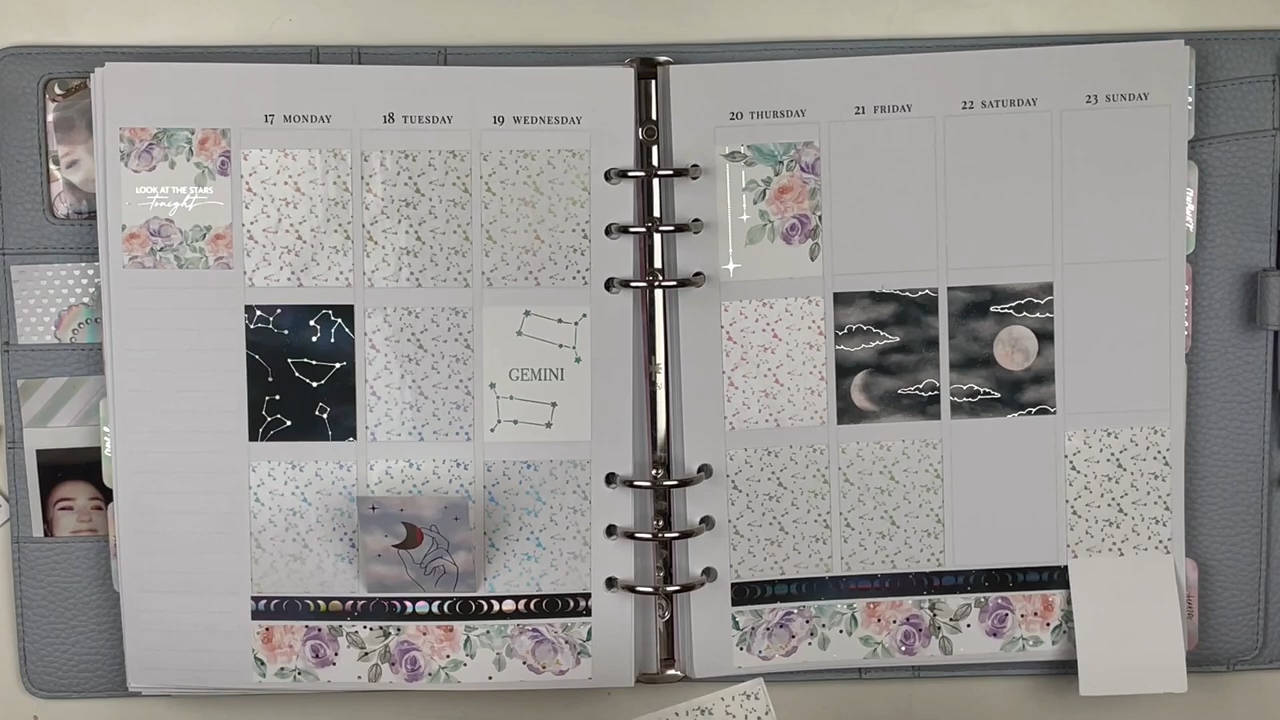 17 MONDAY
18 TUESDAY
19 WEDNESDAY
20 THURSDAY
21 FRIDAY
22 SATURDAY
23 SUNDAY
LOOK AT THE STARS
tonight
GEMINI